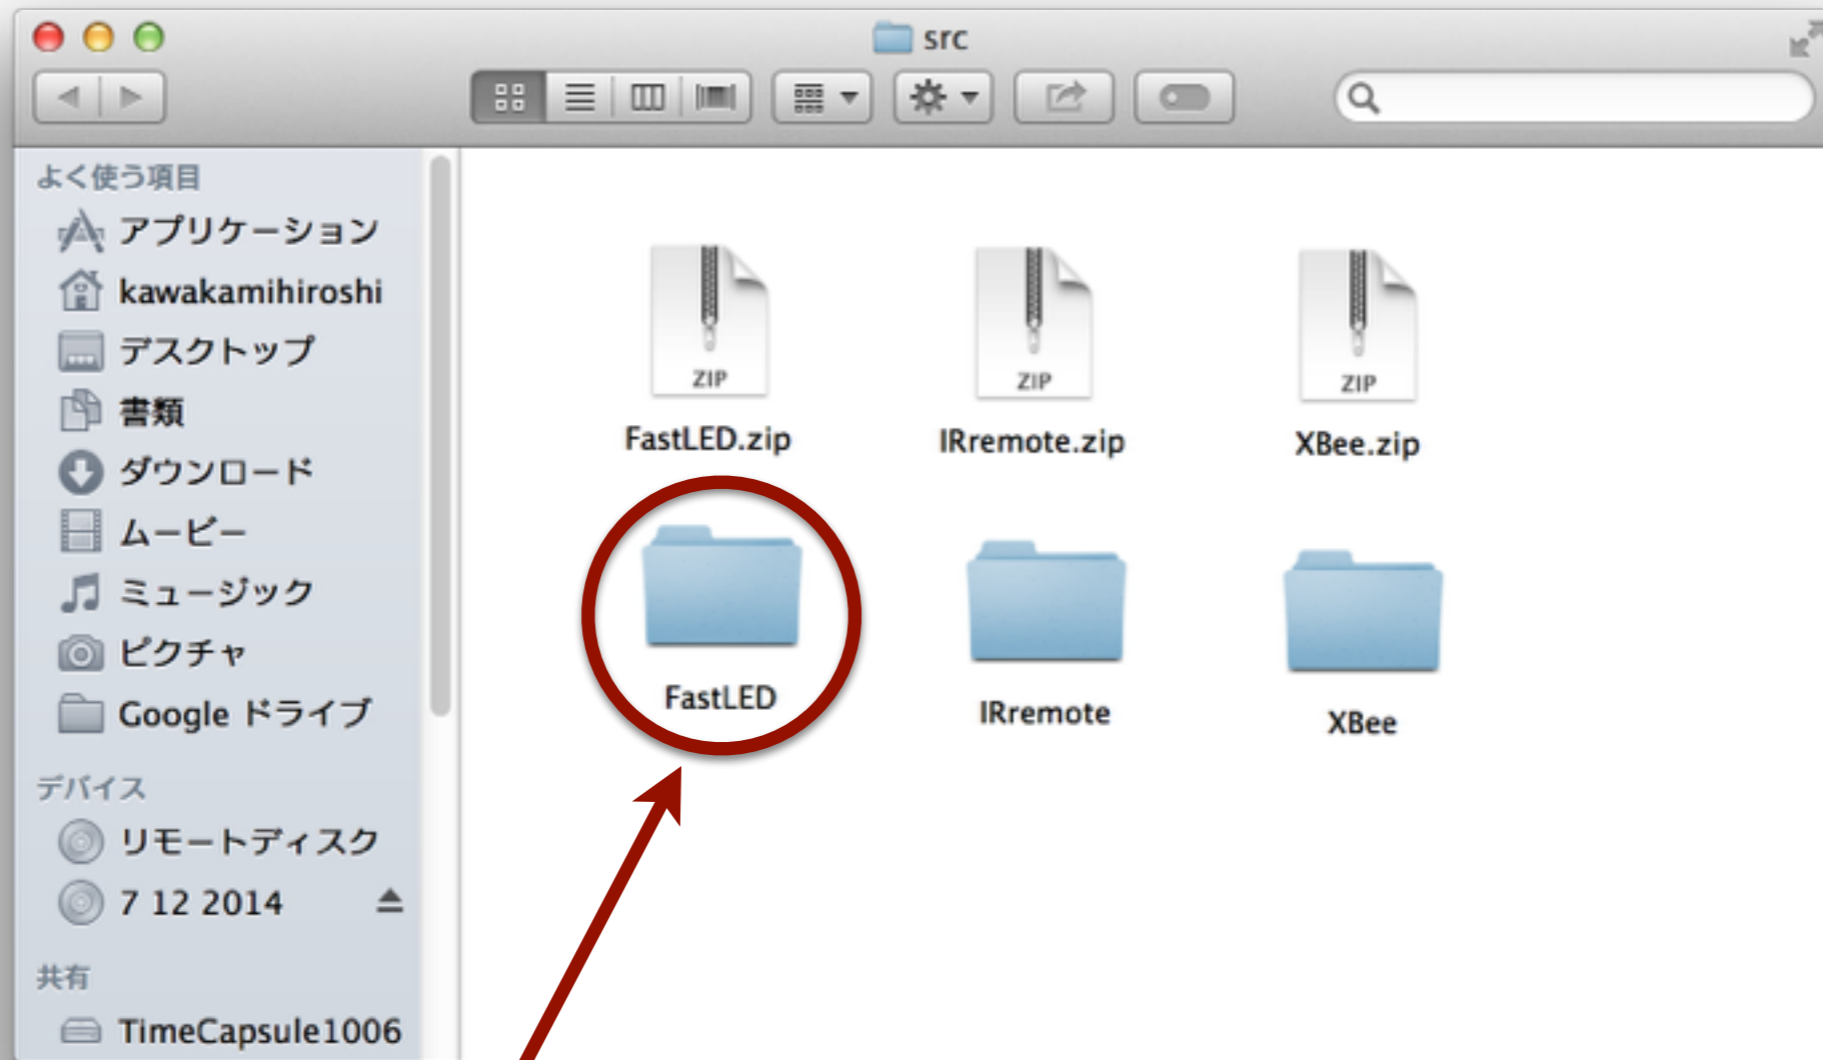 src
よく使う項目
アプリケーション
kawakamihiroshi
デスクトップ
書類
ダウンロード
ムービー
ミュージック
ピクチャ
Google ドライブ
デバイス
リモートディスク
7 12 2014
共有
TimeCapsule1006
ZIP ZIP ZIP
FastLED.zip IRremote.zip XBee.zip
FastLED IRremote XBee